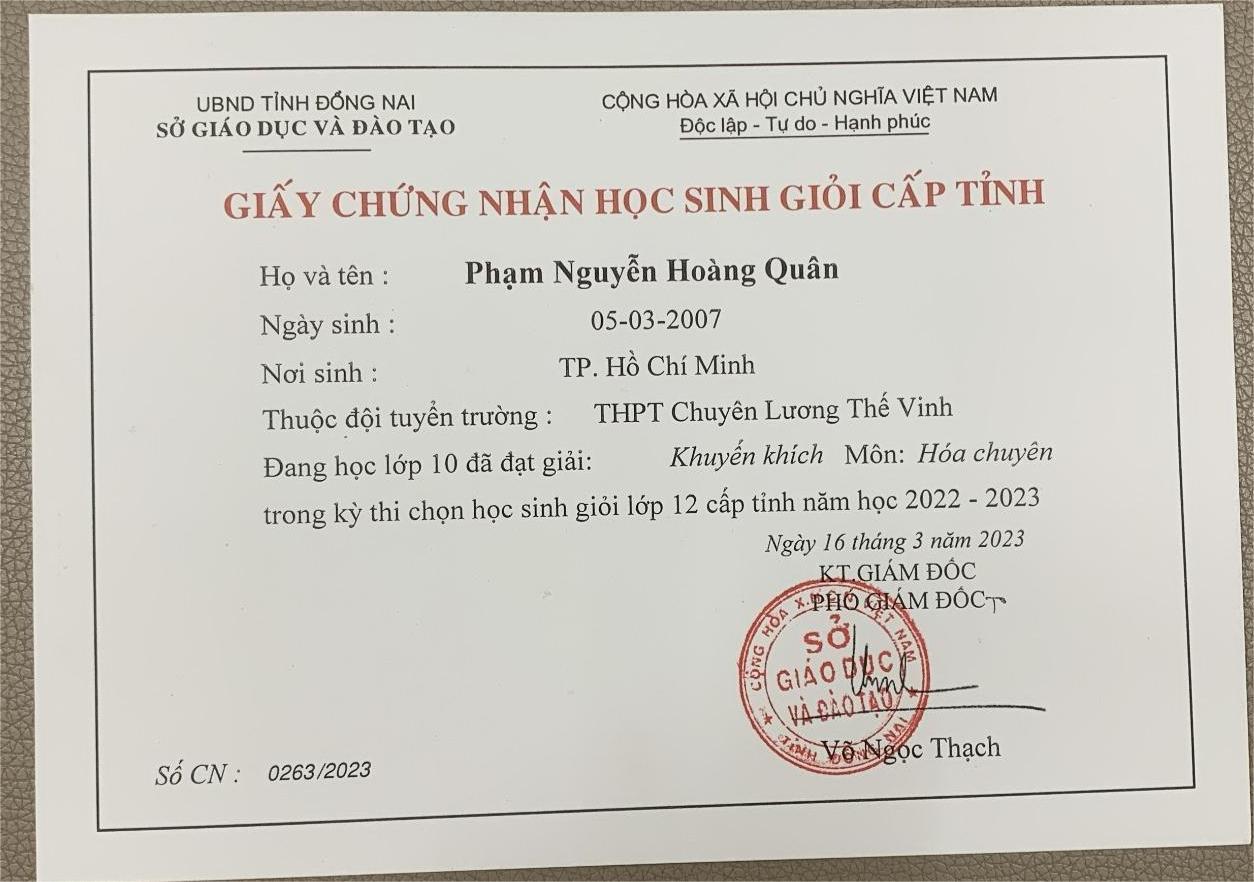 UBND TỈNH ĐỒNG NAI
SỞ GIÁO DỤC VÀ ĐÀO TẠO
CỘNG HÒA XÃ HỘI CHỦ NGHĨA VIỆT NAM
Độc lập - Tự do - Hạnh phúc
GIẤY CHỨNG NHẬN HỌC SINH GIỎI CẤP TỈNH
Họ và tên : Phạm Nguyễn Hoàng Quân
Ngày sinh : 05-03-2007
Nơi sinh : TP. Hồ Chí Minh
Thuộc đội tuyển trường : THPT Chuyên Lương Thế Vinh
Đang học lớp 10 đã đạt giải: Khuyến khích Môn: Hóa chuyên
trong kỳ thi chọn học sinh giỏi lớp 12 cấp tỉnh năm học 2022 - 2023
Ngày 16 tháng 3 năm 2023
KT.GIÁM ĐỐC
PHÓ GIÁM ĐỐC
CỘNG HÒA X.H.C.N VIỆT NAM
SỞ
GIÁO DỤC
VÀ ĐÀO TẠO
TỈNH ĐỒNG NAI
Võ Ngọc Thạch
Số CN : 0263/2023